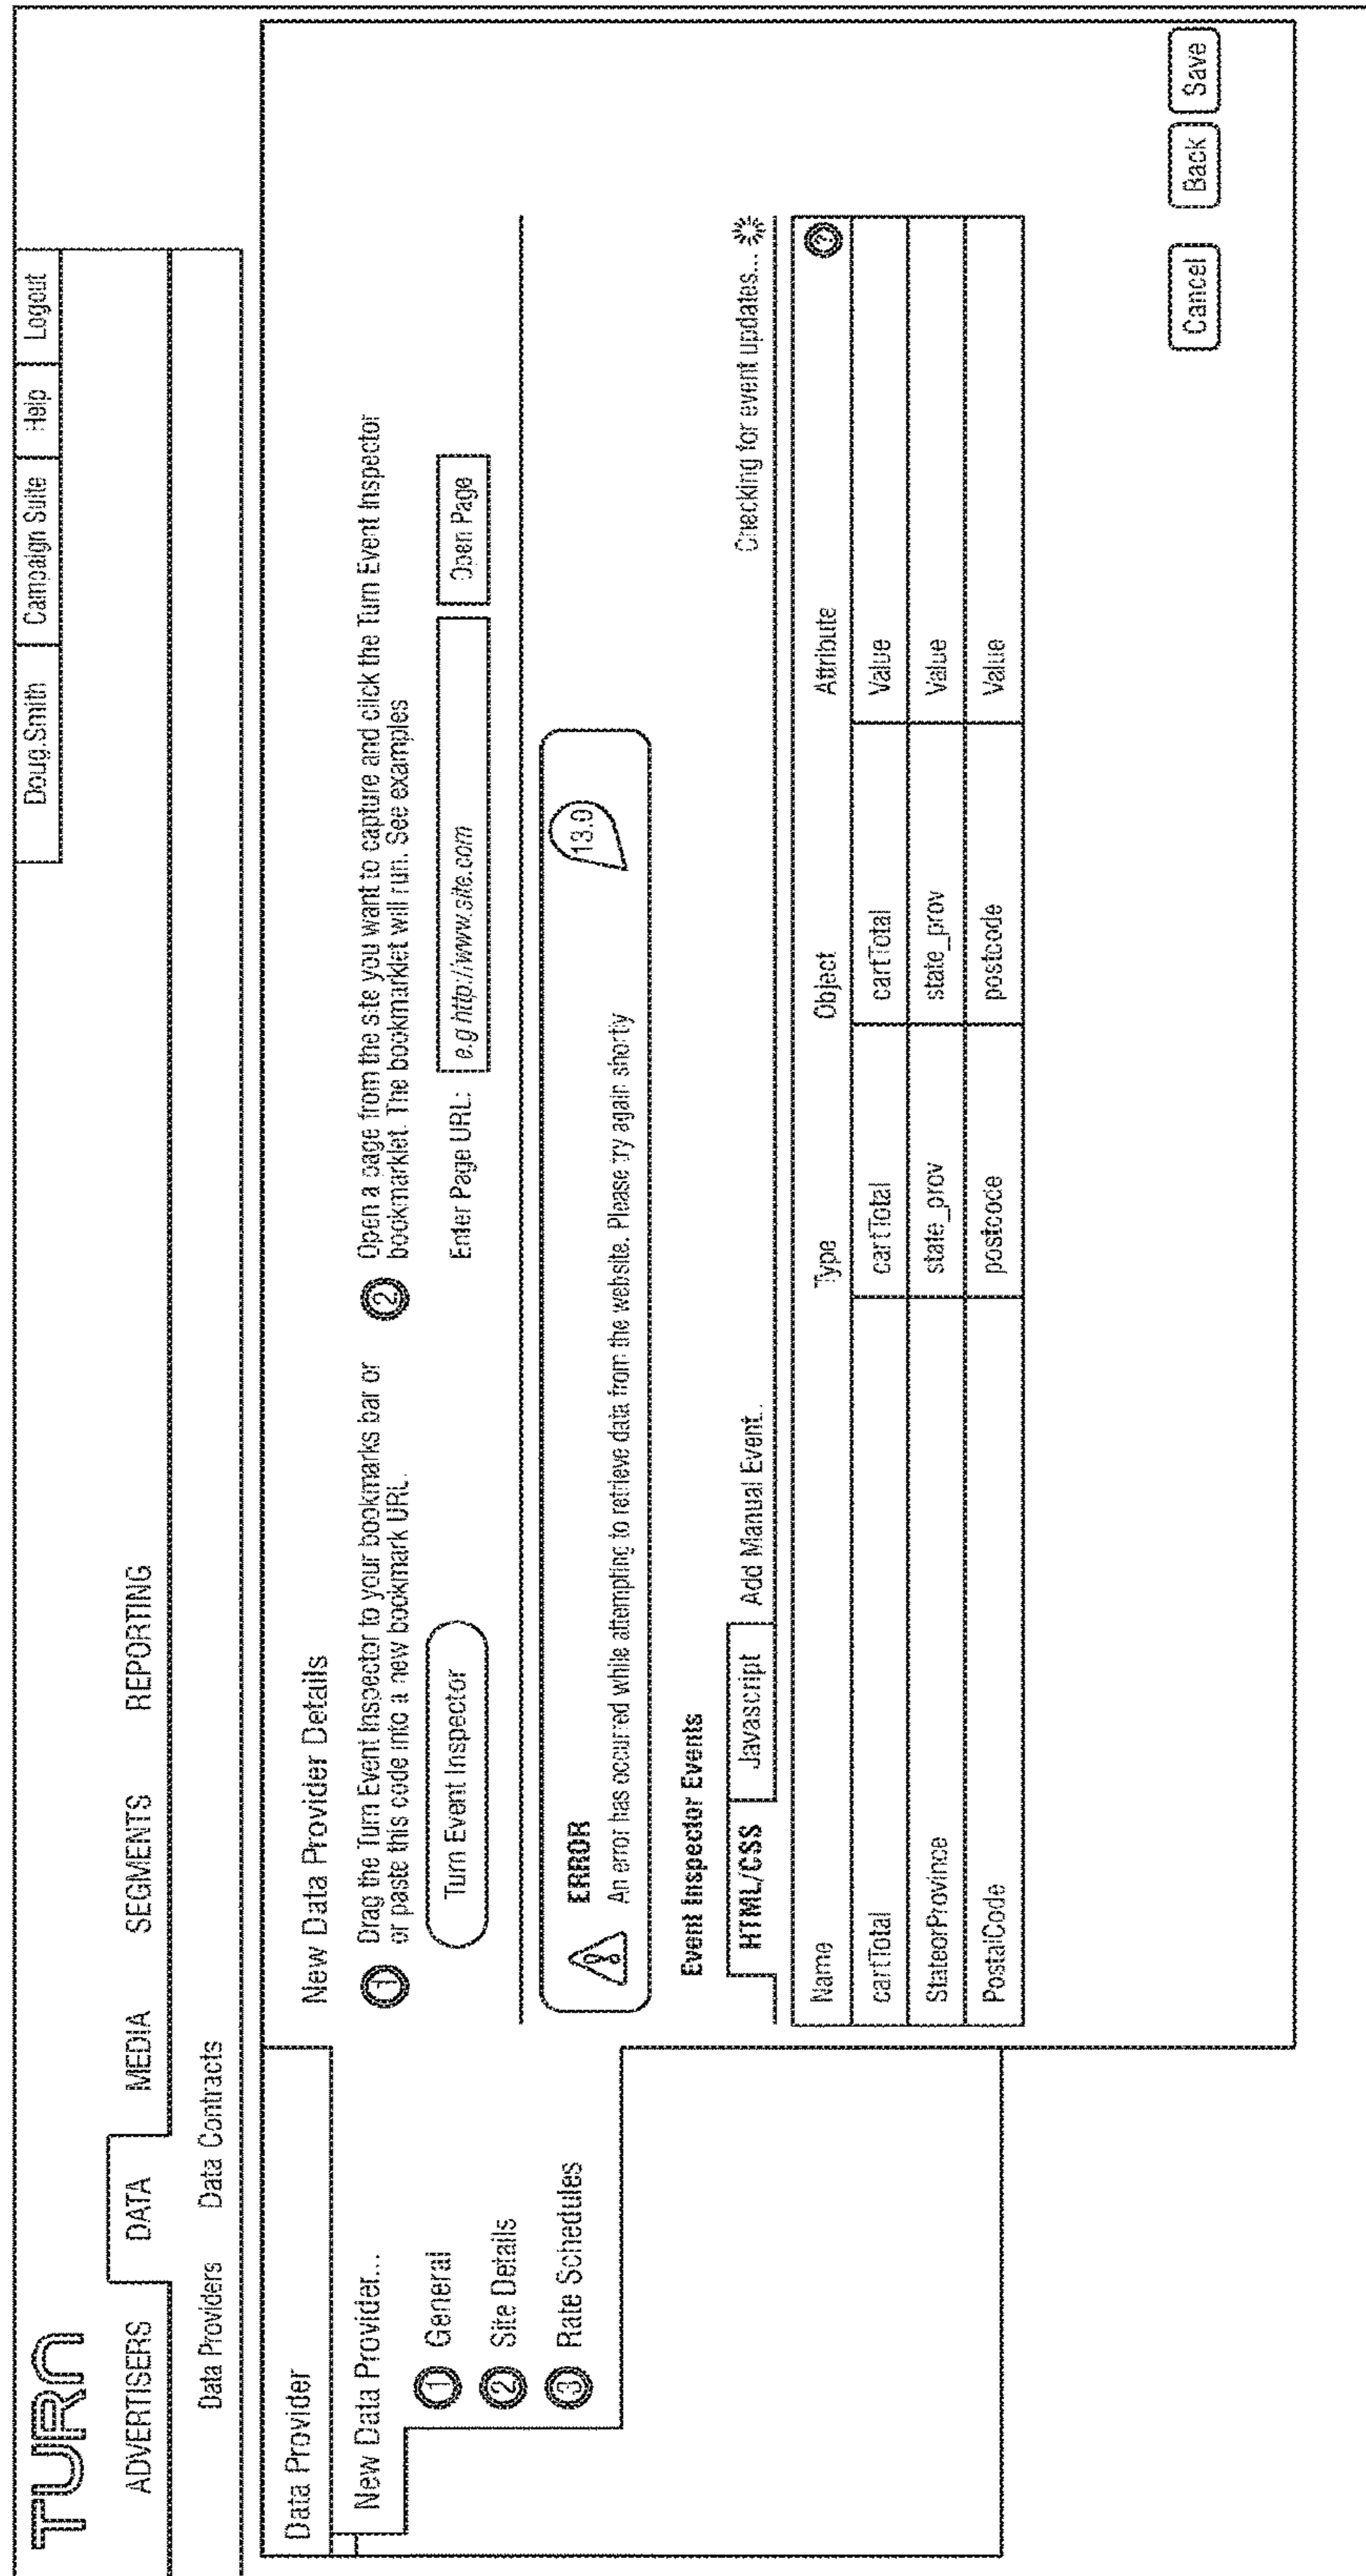 Doug.Smith Campaign Suite Help Logout
TURN
ADVERTISERS DATA MEDIA SEGMENTS REPORTING
Data Providers Data Contracts
Data Provider
New Data Provider...
1 General
2 Site Details
3 Rate Schedules
New Data Provider Details
1 Drag the Turn Event Inspector to your bookmarks bar or
or paste this code into a new bookmark URL.
Turn Event Inspector
2 Open a page from the site you want to capture and click the Turn Event Inspector
bookmarklet. The bookmarklet will run. See examples
Enter Page URL: e.g http://www.site.com Open Page
ERROR
An error has occurred while attempting to retrieve data from the website. Please try again shortly
13.9
Event Inspector Events
HTML/CSS Javascript Add Manual Event.. Checking for event updates...
Name Type Object Attribute ?
cartTotal cartTotal cartTotal Value
StateorProvince state_prov state_prov Value
PostalCode postcode postcode Value
Cancel Back Save